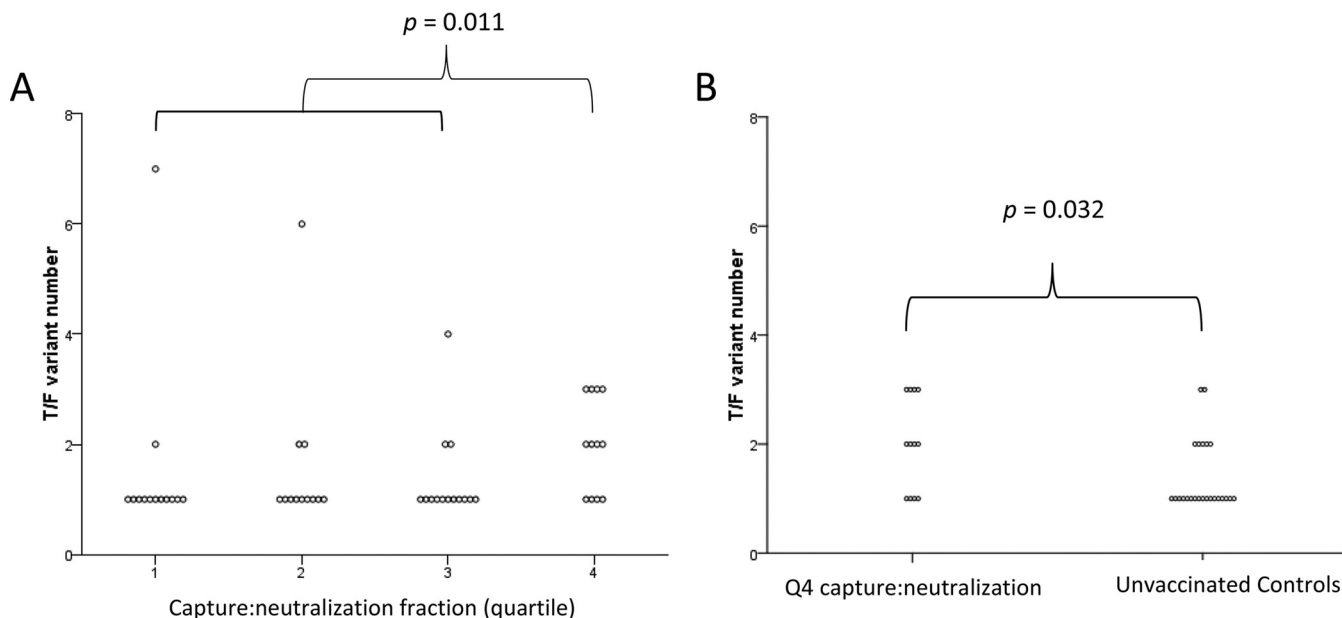 p = 0.011
A
8
6
4
2
0
T/F variant number
1
2
3
4
Capture:neutralization fraction (quartile)
B
8
6
4
2
0
T/F variant number
p = 0.032
Q4 capture:neutralization
Unvaccinated Controls